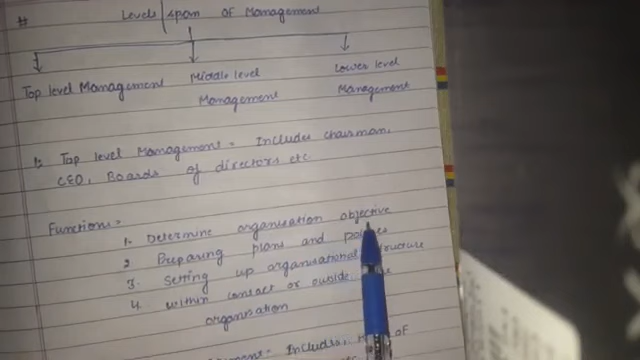 # Levels | span of Management
Top level Management
Middle level Management
Lower level Management
1. Top level Management = Includes chairman,
CEO, Boards of directors etc.
Functions =
1. Determine organisation objective
2. Preparing plans and policies
3. Setting up organisational structure
4. within contact or outside
organisation
Includes,
of